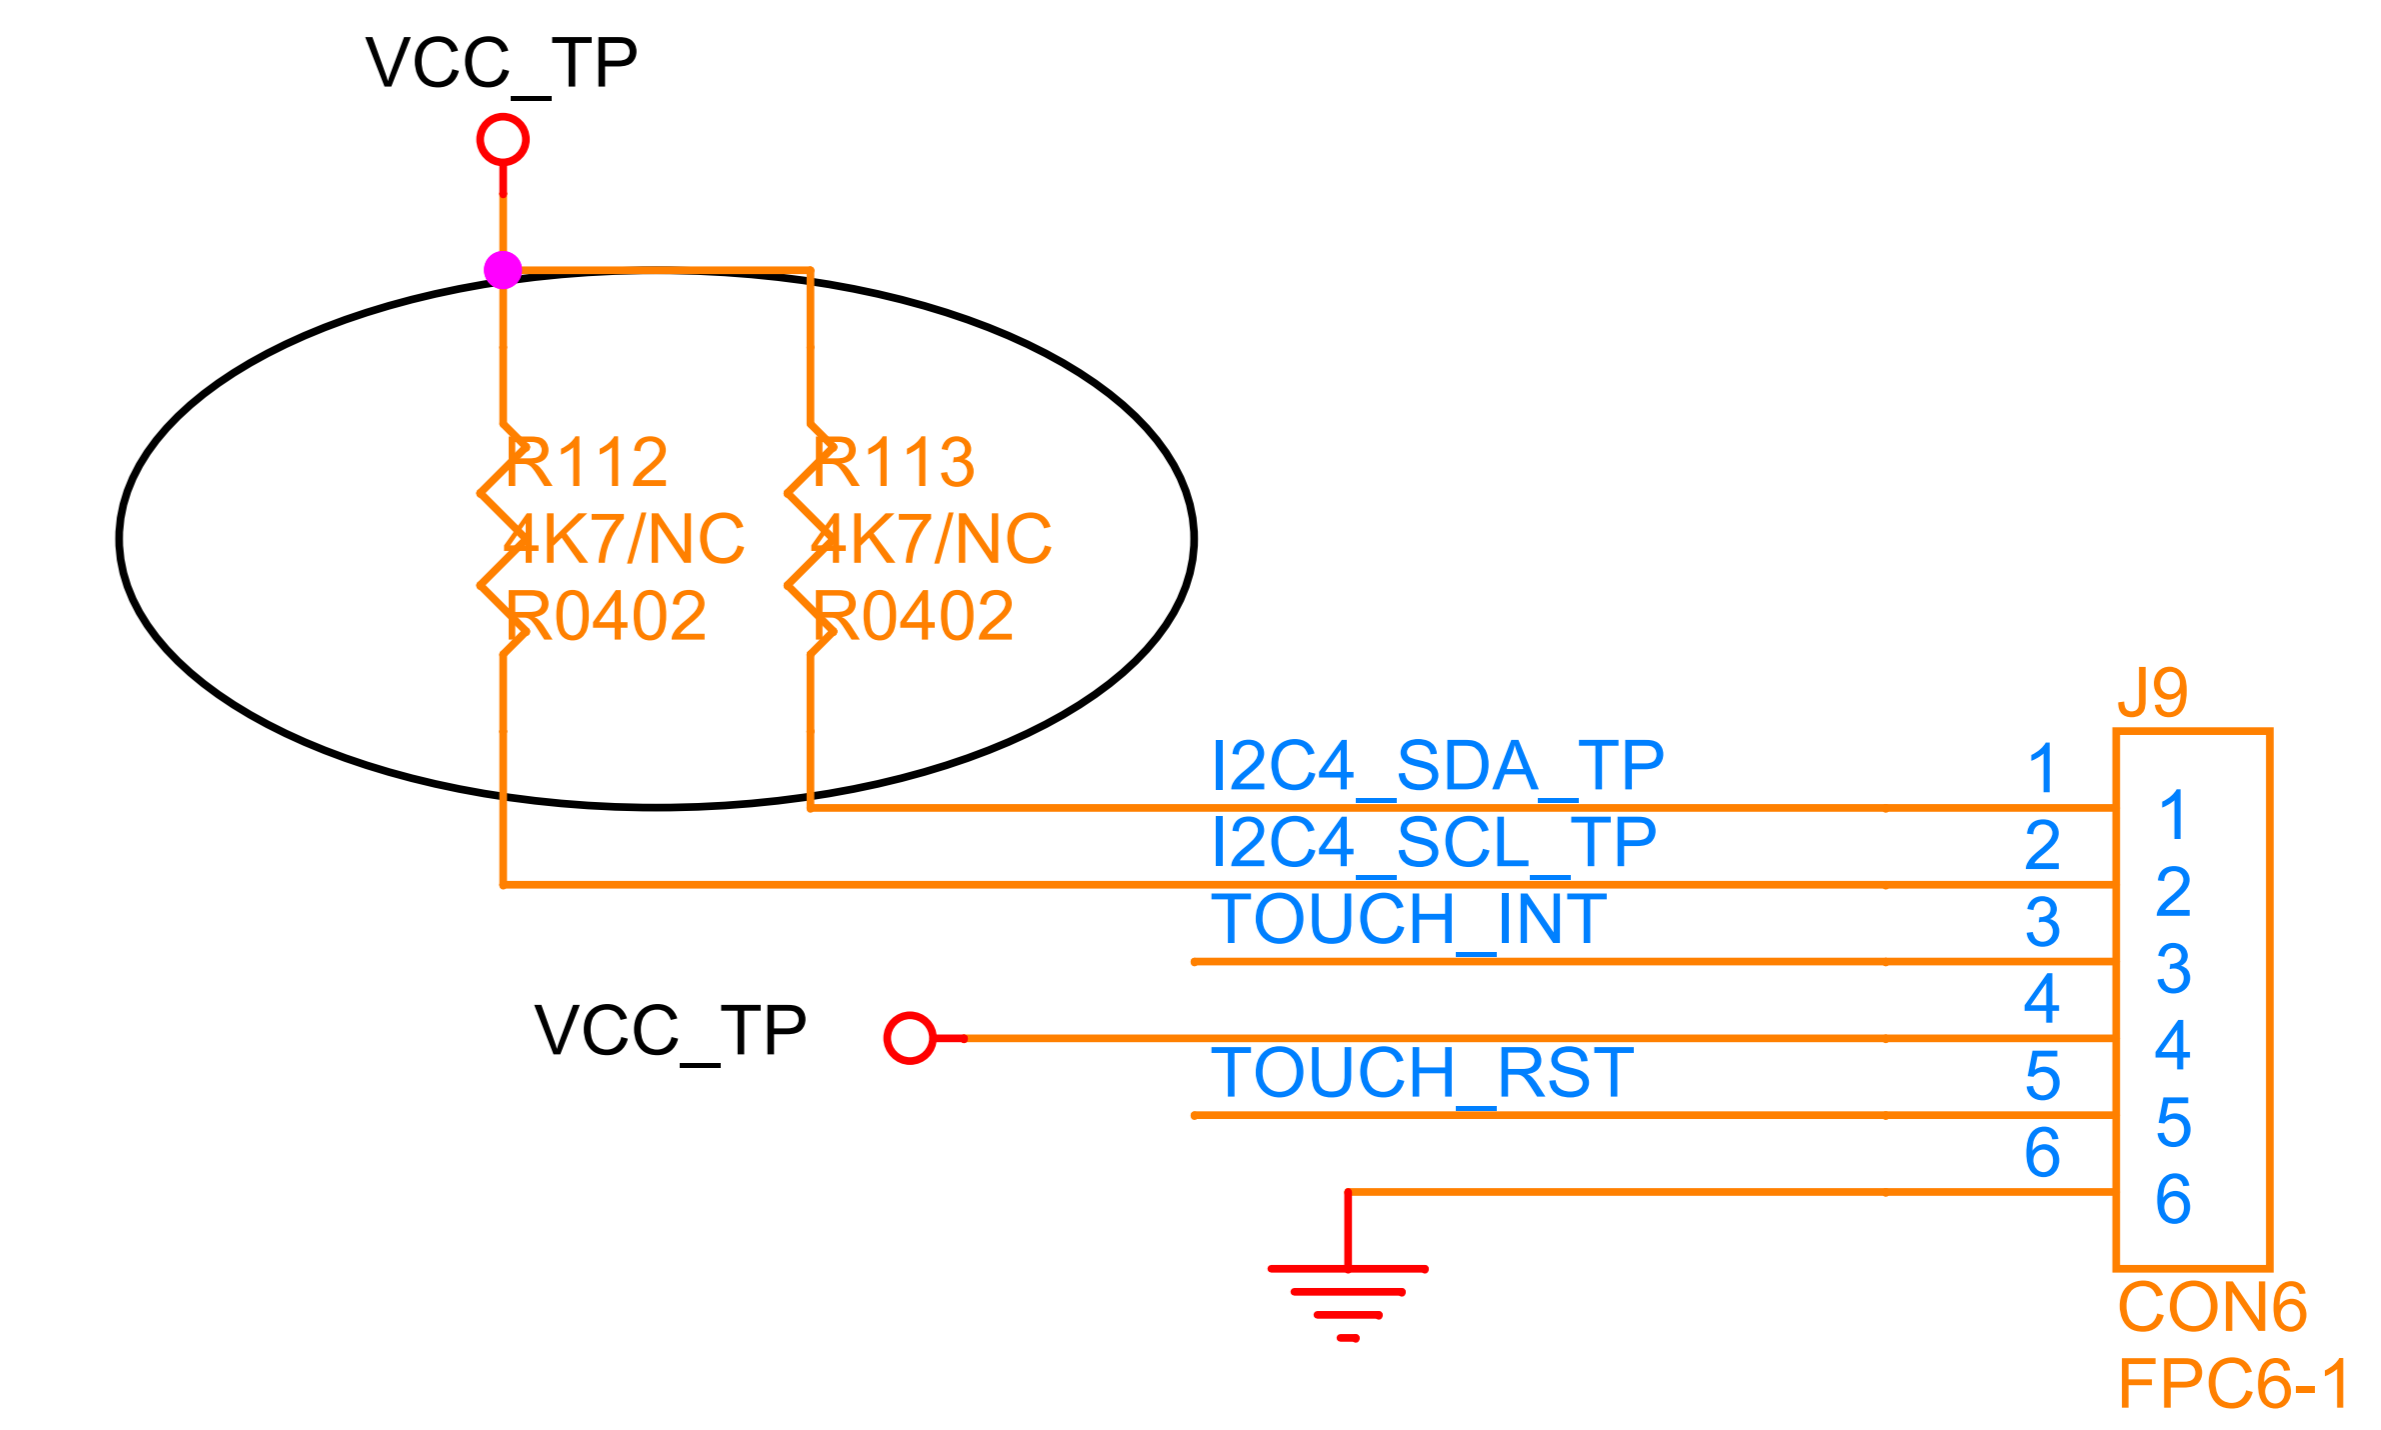 VCC_TP
R112
4K7/NC
R0402
R113
4K7/NC
R0402
J9
I2C4_SDA_TP
1
1
I2C4_SCL_TP
2
2
TOUCH_INT
3
3
VCC_TP
4
4
TOUCH_RST
5
5
6
6
CON6
FPC6-1